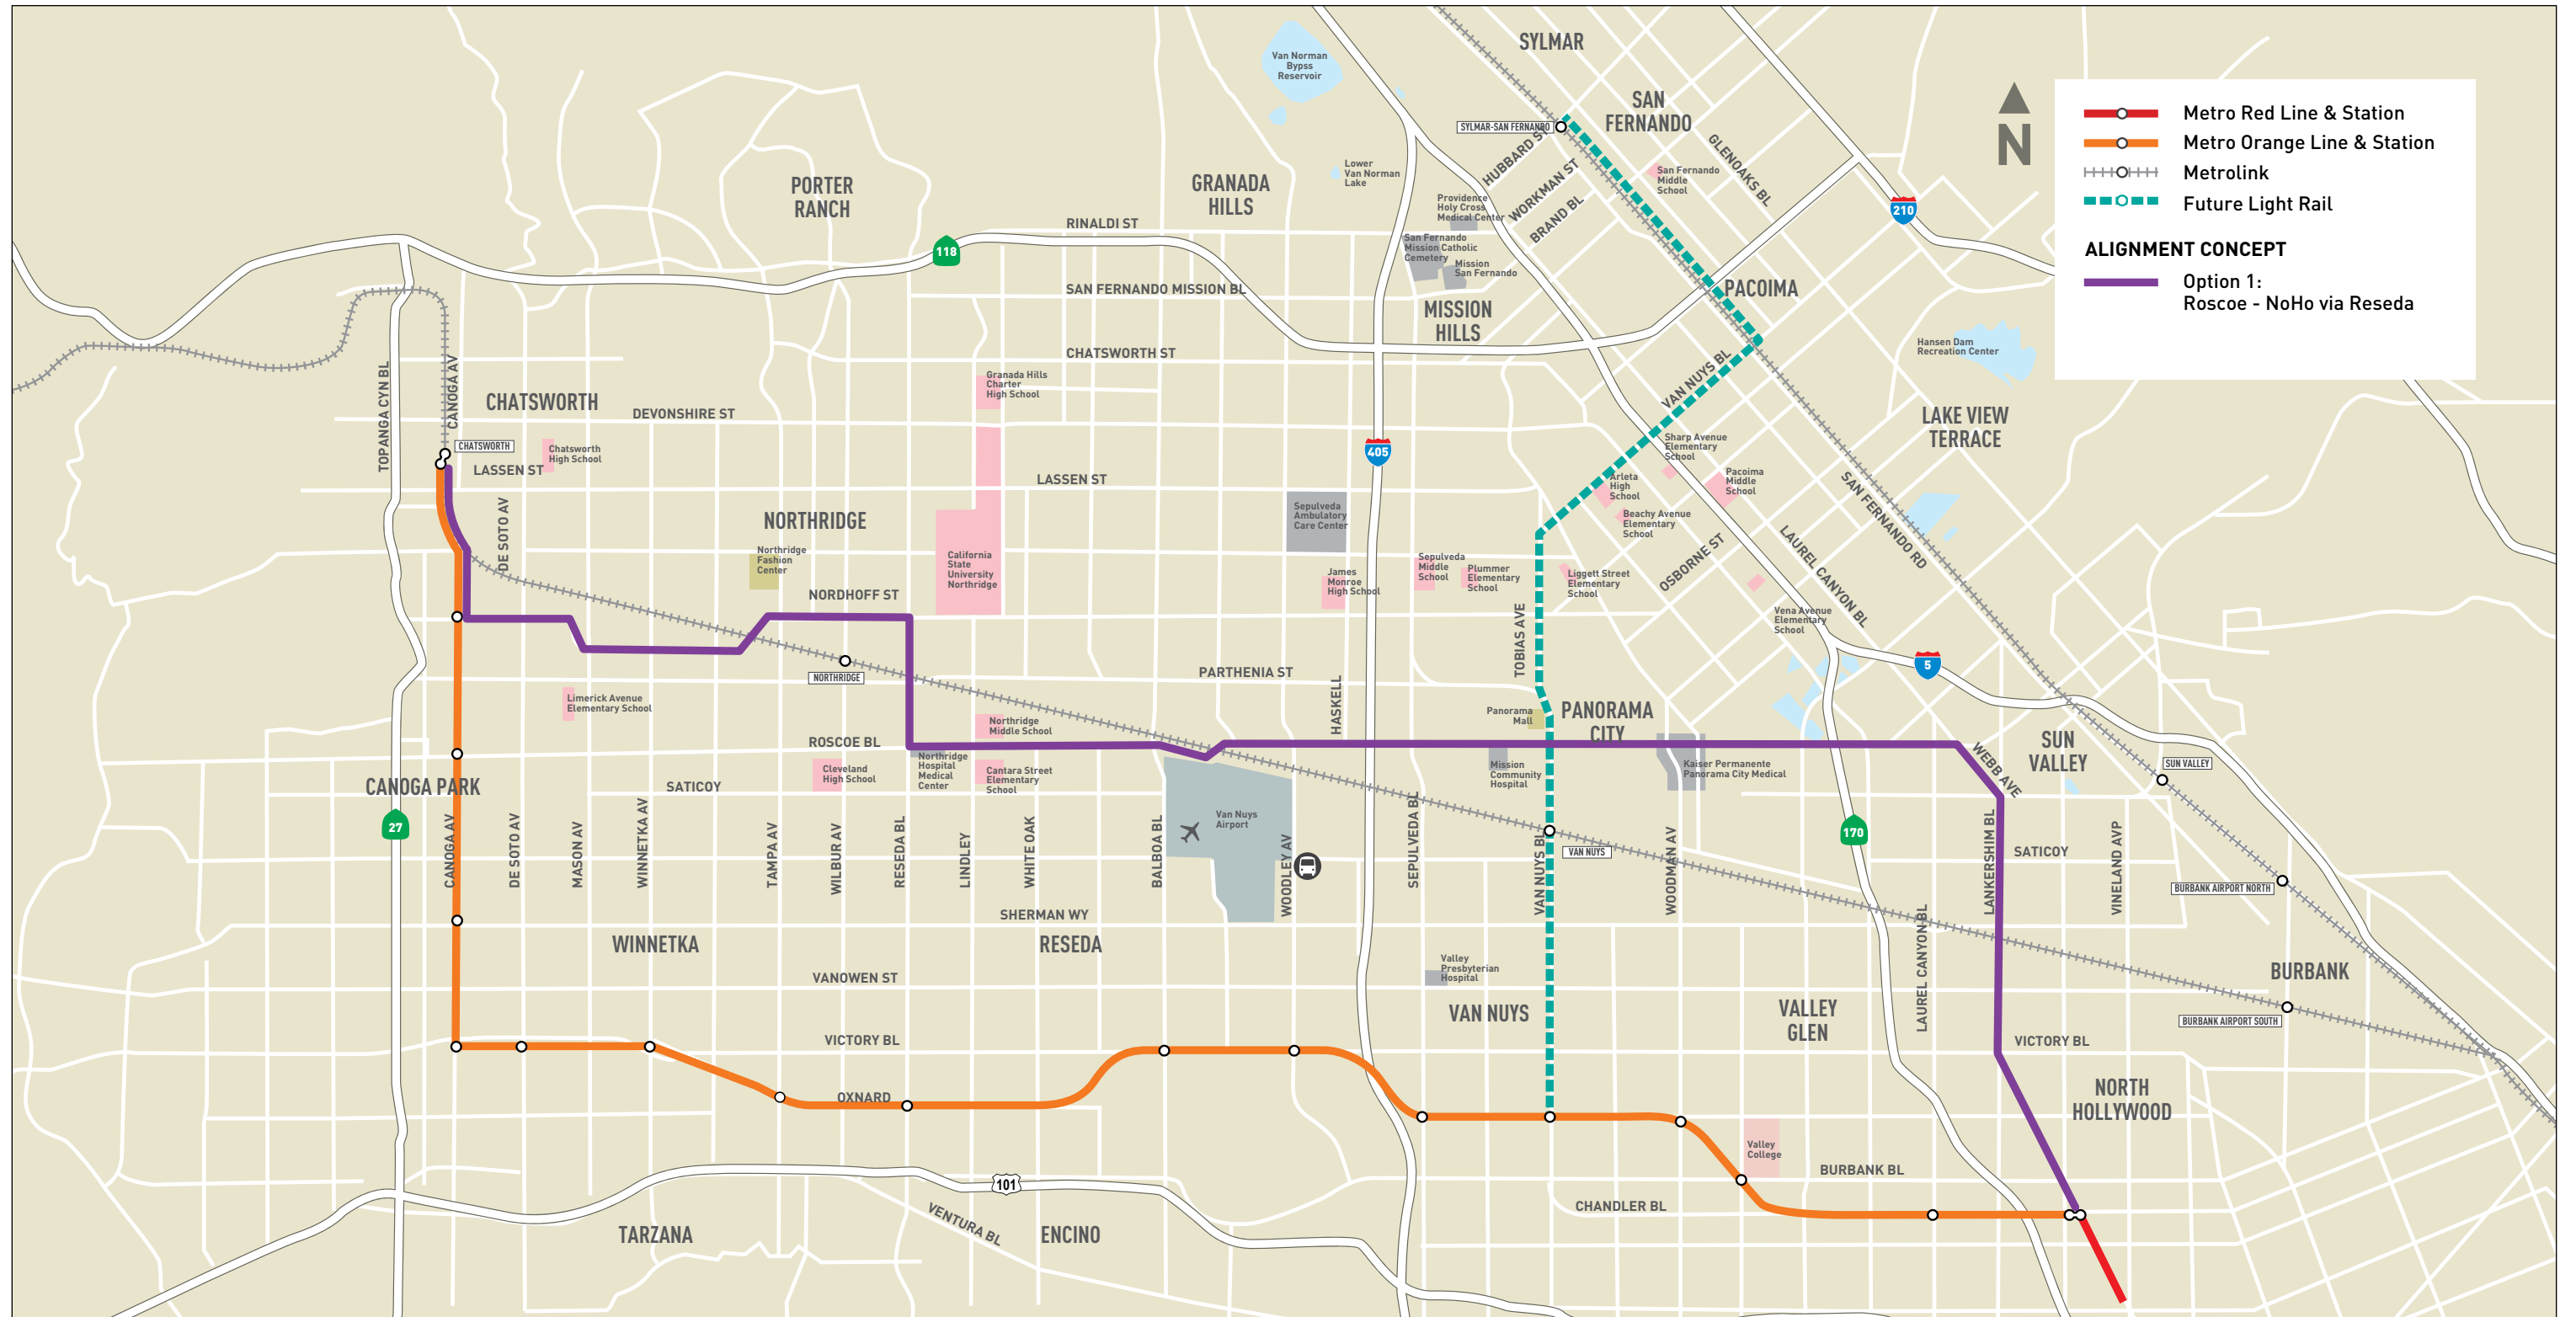 SYLMAR
Van Norman
Bypss
Reservoir
SAN
FERNANDO
SYLMAR-SAN FERNANDO
HUBBARD ST
WORKMAN ST
BRAND BL
GLENOAKS BL
San Fernando
Middle
School
N
210
Metro Red Line & Station
Metro Orange Line & Station
Metrolink
Future Light Rail
ALIGNMENT CONCEPT
Option 1:
Roscoe - NoHo via Reseda
PORTER
RANCH
GRANADA
HILLS
Lower
Van Norman
Lake
Providence
Holy Cross
Medical Center
San Fernando
Mission Catholic
Cemetery
Mission
San Fernando
RINALDI ST
118
SAN FERNANDO MISSION BL
MISSION
HILLS
PACOIMA
Hansen Dam
Recreation Center
CHATSWORTH ST
VAN NUYS BL
TOPANGA CYN BL
CANOGA AV
CHATSWORTH
DEVONSHIRE ST
Granada Hills
Charter
High School
LAKE VIEW
TERRACE
CHATSWORTH
Chatsworth
High School
LASSEN ST
LASSEN ST
405
Sharp Avenue
Elementary
School
Arleta
High
School
Pacoima
Middle
School
Beachy Avenue
Elementary
School
SAN FERNANDO RD
LAUREL CANYON BL
OSBORNE ST
DE SOTO AV
NORTHRIDGE
Northridge
Fashion
Center
California
State
University
Northridge
Sepulveda
Ambulatory
Care Center
James
Monroe
High School
Sepulveda
Middle
School
Plummer
Elementary
School
Liggett Street
Elementary
School
Vena Avenue
Elementary
School
NORDHOFF ST
TOBIAS AVE
5
PARTHENIA ST
NORTHRIDGE
HASKELL
Limerick Avenue
Elementary School
Northridge
Middle School
Panorama
Mall
PANORAMA
CITY
ROSCOE BL
SUN
VALLEY
WEBB AVE
SUN VALLEY
Northridge
Hospital
Medical
Center
Cleveland
High School
Cantara Street
Elementary
School
Mission
Community
Hospital
Kaiser Permanente
Panorama City Medical
CANOGA PARK
SATICOY
27
Van Nuys
Airport
170
CANOGA AV
DE SOTO AV
MASON AV
WINNETKA AV
TAMPA AV
WILBUR AV
RESEDA BL
LINDLEY
WHITE OAK
BALBOA BL
WOODLEY AV
SEPULVEDA BL
VAN NUYS BL
VAN NUYS
WOODMAN AV
LAUREL CANYON BL
LANKERSHIM BL
SATICOY
VINELAND AVP
BURBANK AIRPORT NORTH
SHERMAN WY
WINNETKA
RESEDA
VANOWEN ST
Valley
Presbyterian
Hospital
BURBANK
VAN NUYS
VALLEY
GLEN
BURBANK AIRPORT SOUTH
VICTORY BL
VICTORY BL
OXNARD
NORTH
HOLLYWOOD
Valley
College
BURBANK BL
101
CHANDLER BL
VENTURA BL
TARZANA
ENCINO